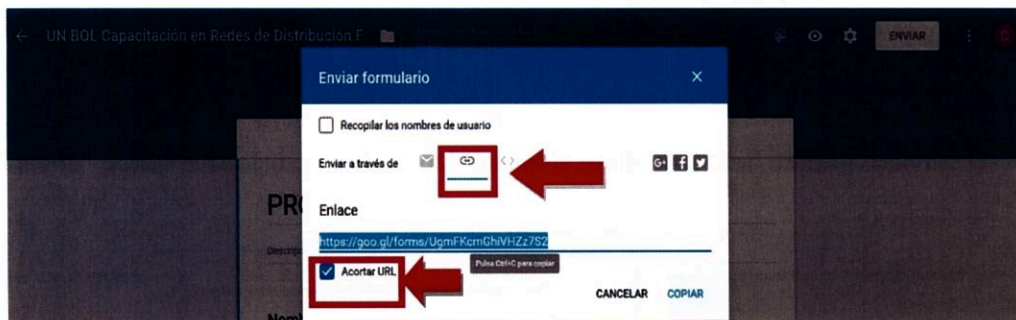 UN BOL Capacitación en Redes de Distribución F
ENVIAR
Enviar formulario
Recopilar los nombres de usuario
Enviar a través de
G+
Enlace
https://goo.gl/forms/UgmFKcmGhiVHZz7S2
Pulsa Ctrl+C para copiar
Acortar URL
CANCELAR COPIAR